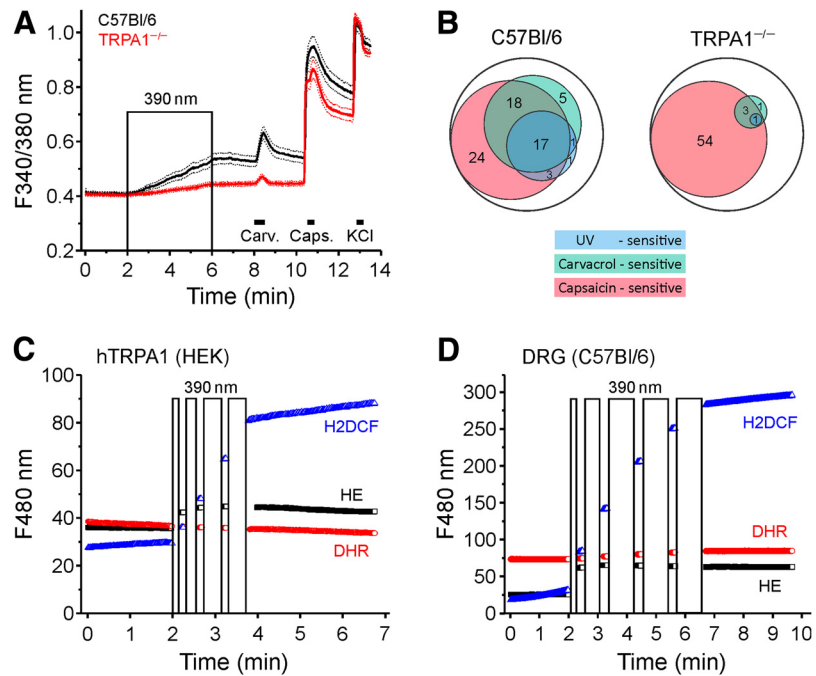 A
C57Bl/6
TRPA1–/–
390 nm
F340/380 nm
1.0
0.8
0.6
0.4
0.2
Carv. Caps. KCl
0 2 4 6 8 10 12 14
Time (min)
B
C57Bl/6 TRPA1–/–
18 5
17 1
24 1
3
54 3 1
1
UV - sensitive
Carvacrol - sensitive
Capsaicin - sensitive
C hTRPA1 (HEK)
390 nm
F480 nm
100
80
60
40
20
0
H2DCF
HE
DHR
0 1 2 3 4 5 6 7
Time (min)
D DRG (C57Bl/6)
390 nm
F480 nm
300
250
200
150
100
50
0
H2DCF
DHR
HE
0 1 2 3 4 5 6 7 8 9 10
Time (min)